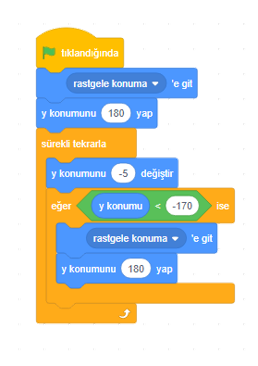 tıklandığında
rastgele konuma 'e git
y konumunu 180 yap
sürekli tekrarla
y konumunu -5 değiştir
eğer y konumu < -170 ise
rastgele konuma 'e git
y konumunu 180 yap